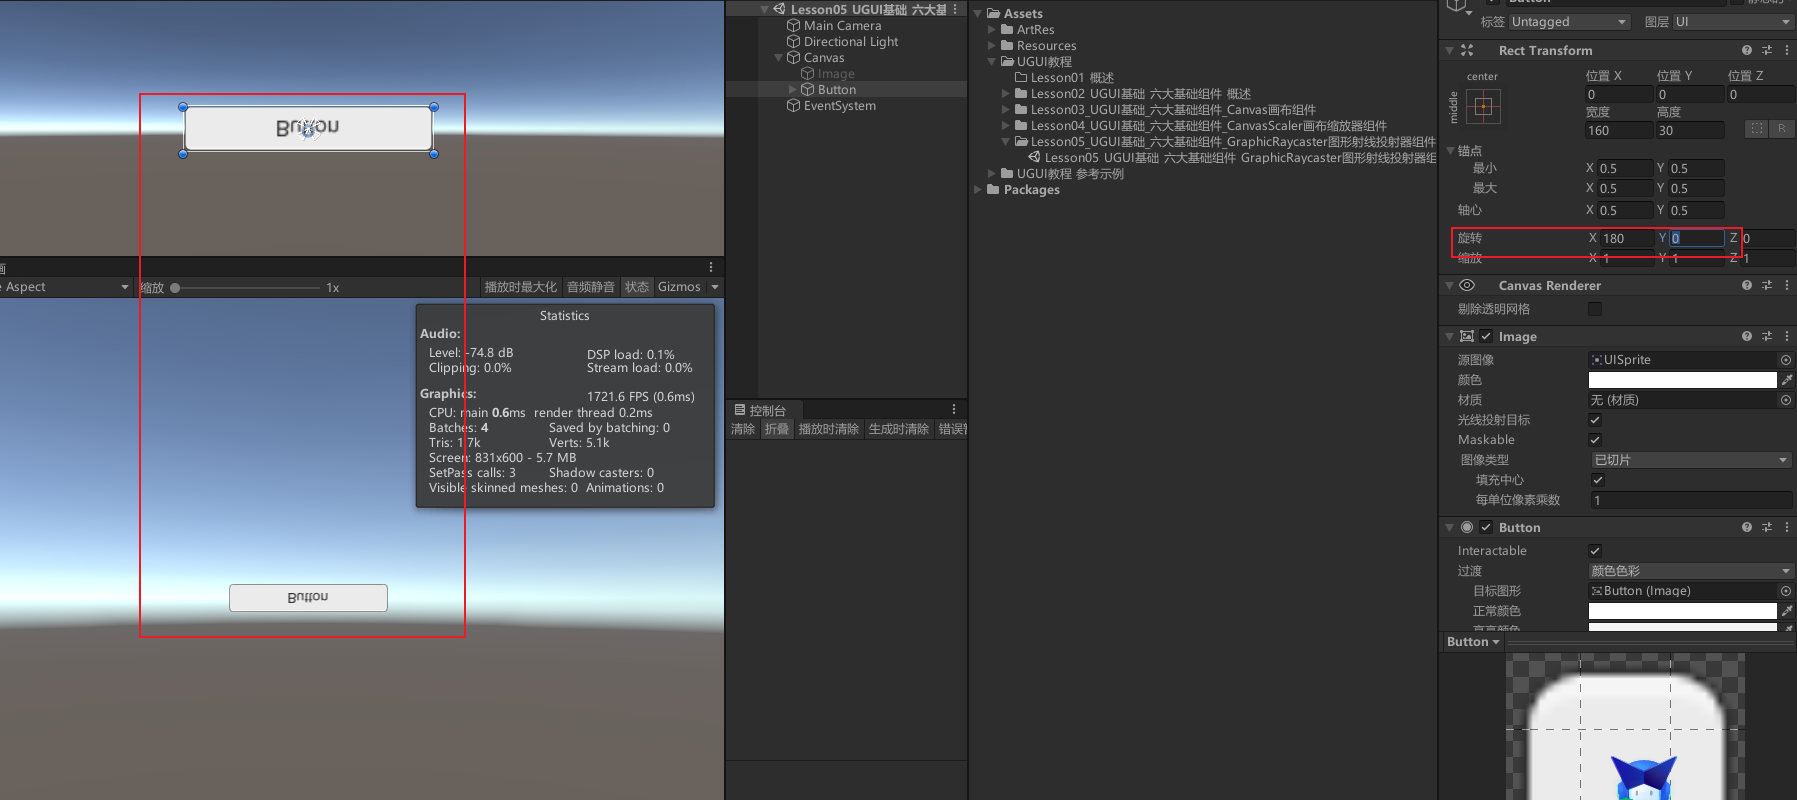 Button
画
e Aspect
缩放
1x
播放时最大化
音频静音
状态
Gizmos
Statistics
Audio:
Level: -74.8 dB
DSP load: 0.1%
Clipping: 0.0%
Stream load: 0.0%
Graphics:
1721.6 FPS (0.6ms)
CPU: main 0.6ms render thread 0.2ms
Batches: 4
Saved by batching: 0
Tris: 1.7k
Verts: 5.1k
Screen: 831x600 - 5.7 MB
SetPass calls: 3
Shadow casters: 0
Visible skinned meshes: 0 Animations: 0
Button
Lesson05 UGUI基础 六大基
Main Camera
Directional Light
Canvas
Image
Button
EventSystem
控制台
清除
折叠
播放时清除
生成时清除
错误暂
Assets
ArtRes
Resources
UGUI教程
Lesson01 概述
Lesson02 UGUI基础 六大基础组件 概述
Lesson03_UGUI基础_六大基础组件_Canvas画布组件
Lesson04_UGUI基础_六大基础组件_CanvasScaler画布缩放器组件
Lesson05_UGUI基础_六大基础组件_GraphicRaycaster图形射线投射器组件
Lesson05 UGUI基础 六大基础组件 GraphicRaycaster图形射线投射器组
UGUI教程 参考示例
Packages
Button
静态的
标签 Untagged
图层 UI
Rect Transform
center
middle
位置 X 位置 Y 位置 Z
0 0 0
宽度 高度
160 30
R
锚点
最小 X 0.5 Y 0.5
最大 X 0.5 Y 0.5
轴心 X 0.5 Y 0.5
旋转 X 180 Y 0 Z 0
缩放 X 1 Y 1 Z 1
Canvas Renderer
剔除透明网格
Image
源图像 UISprite
颜色
材质 无 (材质)
光线投射目标
Maskable
图像类型 已切片
填充中心
每单位像素乘数 1
Button
Interactable
过渡 颜色色彩
目标图形 Button (Image)
正常颜色
高亮颜色
Button